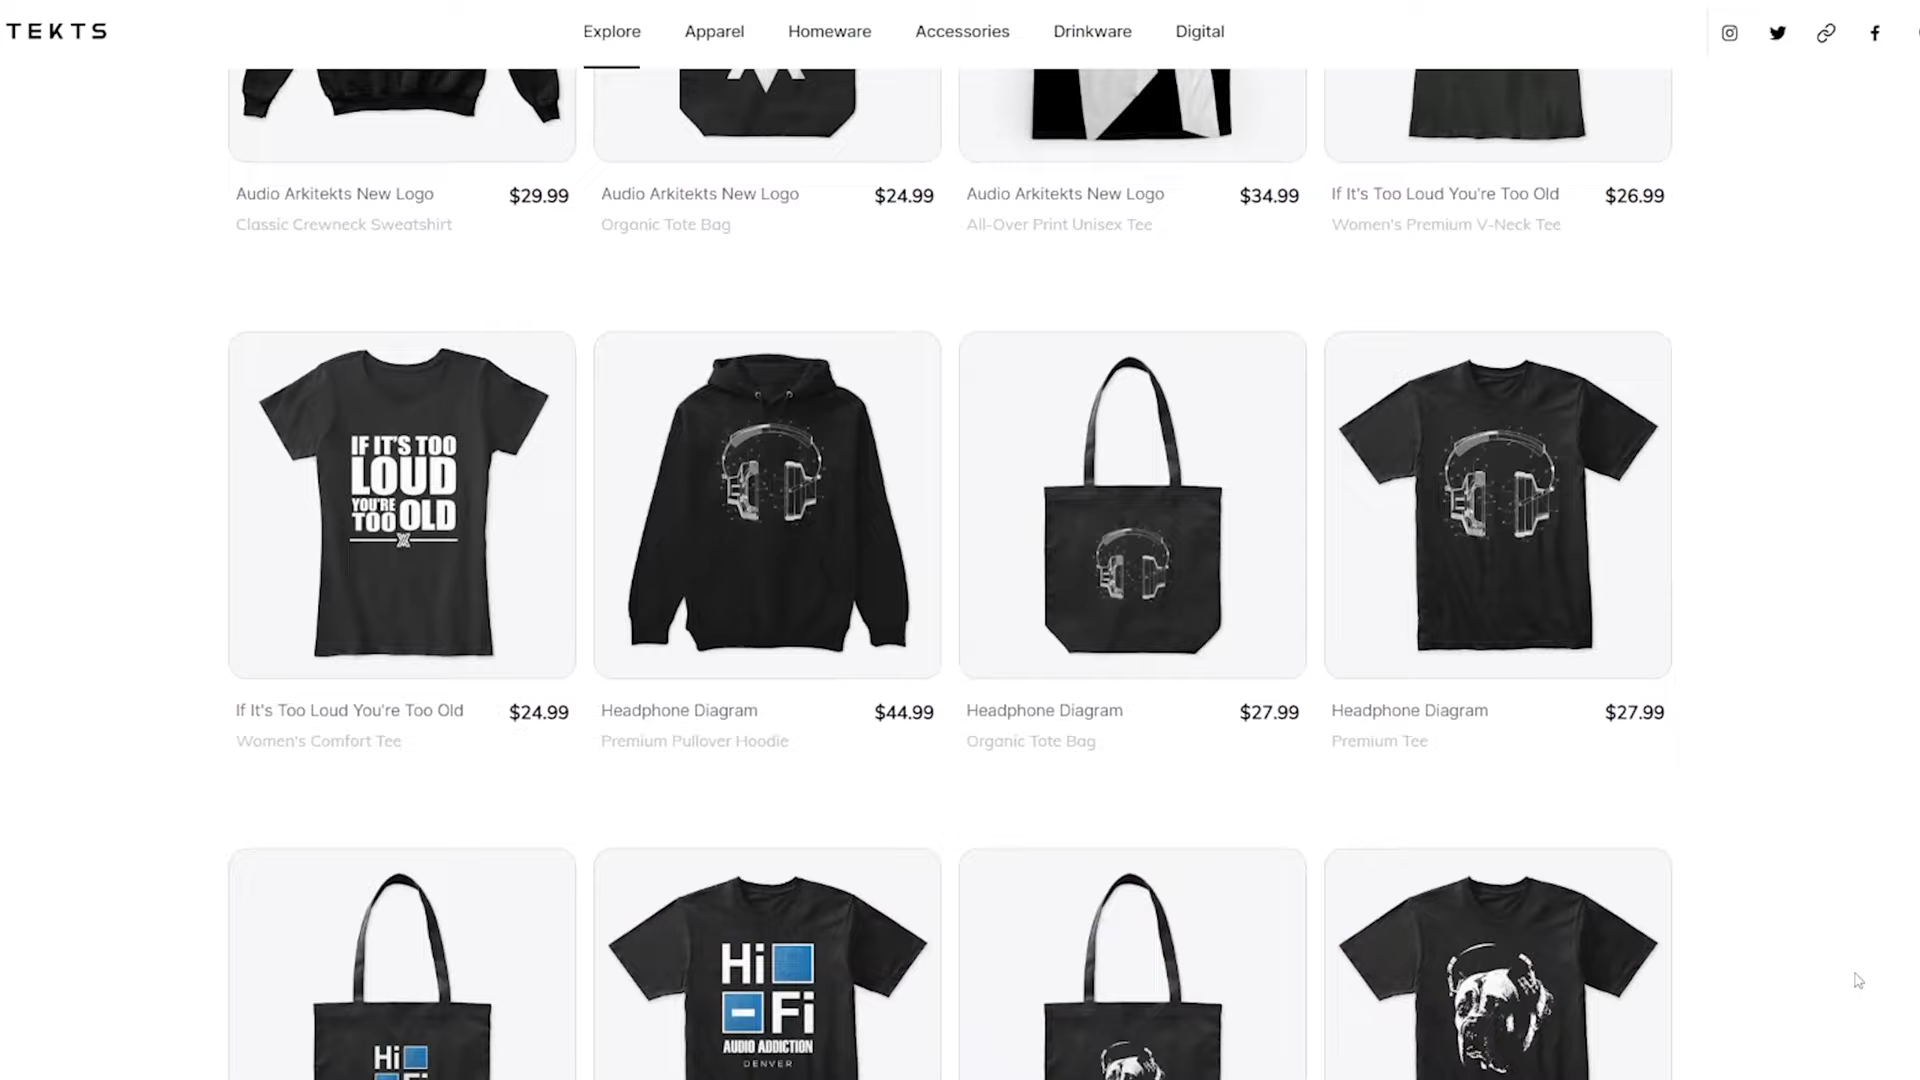 TEKTS
Explore
Apparel
Homeware
Accessories
Drinkware
Digital
Audio Arkitekts New Logo
$29.99
Classic Crewneck Sweatshirt
Audio Arkitekts New Logo
$24.99
Organic Tote Bag
Audio Arkitekts New Logo
$34.99
All-Over Print Unisex Tee
If It's Too Loud You're Too Old
$26.99
Women's Premium V-Neck Tee
IF IT'S TOO
LOUD
YOU'RE
TOO OLD
If It's Too Loud You're Too Old
$24.99
Women's Comfort Tee
Headphone Diagram
$44.99
Premium Pullover Hoodie
Headphone Diagram
$27.99
Organic Tote Bag
Headphone Diagram
$27.99
Premium Tee
Hi
Fi
Hi
- Fi
AUDIO ADDICTION
DENVER